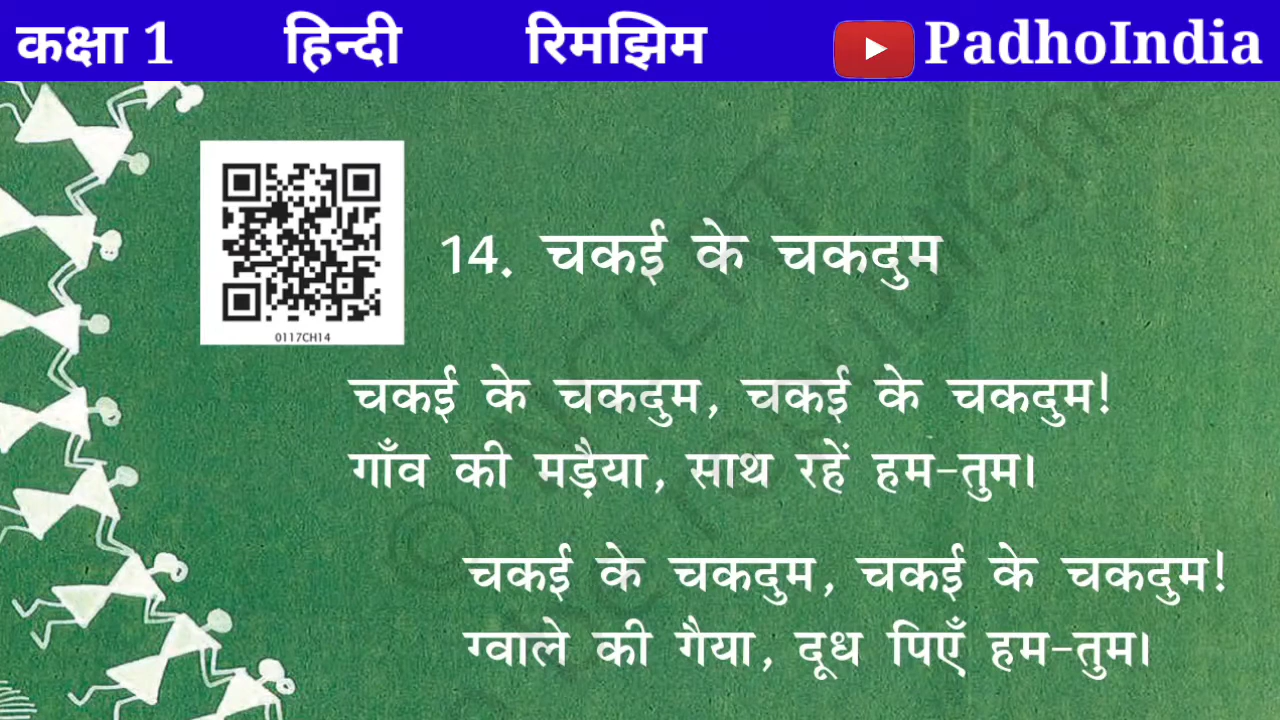 कक्षा 1 हिन्दी रिमझिम PadhoIndia
0117CH14
14. चकई के चकदुम
चकई के चकदुम, चकई के चकदुम!
गाँव की मड़ैया, साथ रहें हम-तुम।
चकई के चकदुम, चकई के चकदुम!
ग्वाले की गैया, दूध पिएँ हम-तुम।